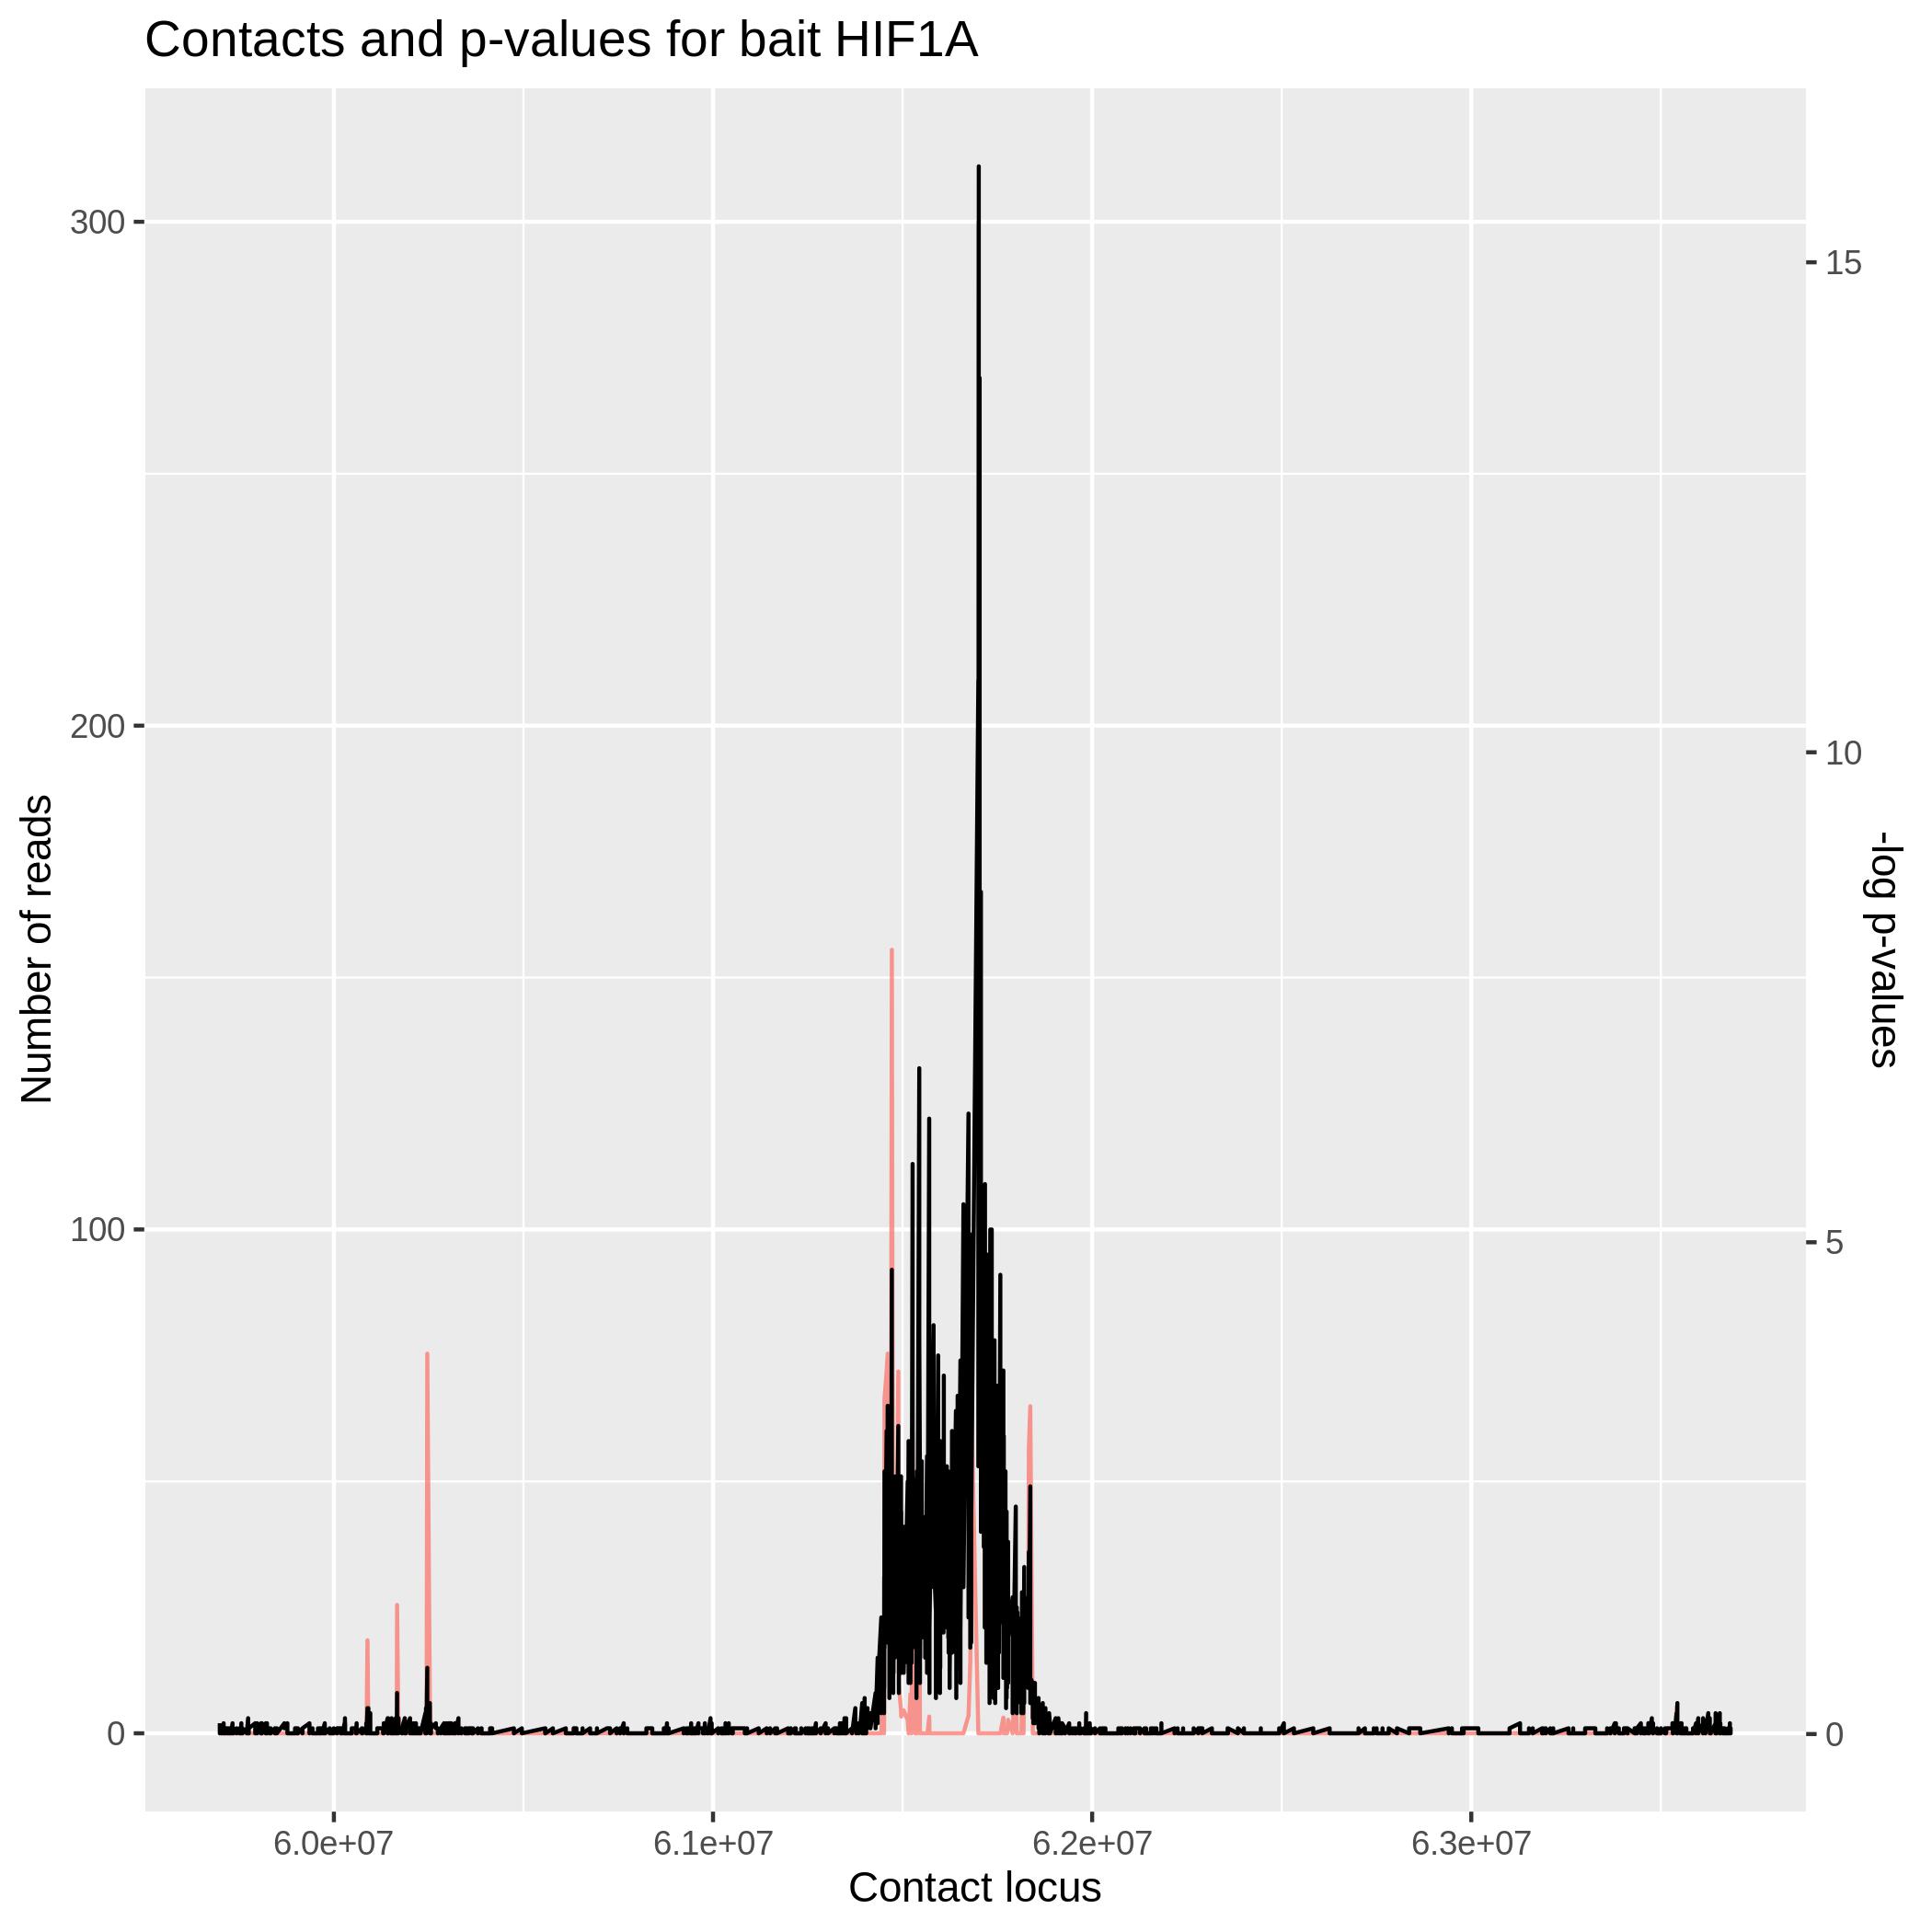 Contacts and p-values for bait HIF1A
300
200
100
0
Number of reads
15
10
5
0
-log p-values
6.0e+07
6.1e+07
6.2e+07
6.3e+07
Contact locus